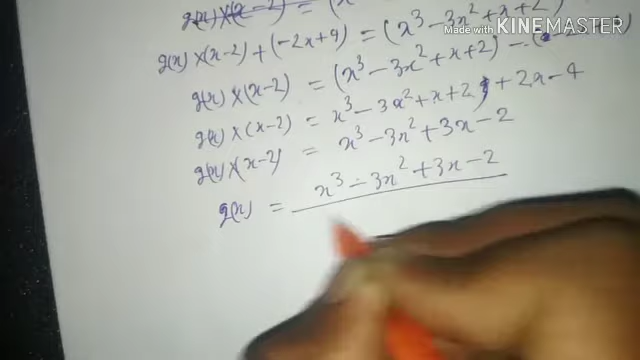 g(x) × (x-2) = (x
g(x) × (x-2) + (-2x+4) = (x³ - 3x² + x + 2)
Made with KINEMASTER
g(x) × (x-2) = (x³ - 3x² + x + 2) - (-2x
g(x) × (x-2) = x³ - 3x² + x + 2 + 2x - 4
g(x) × (x-2) = x³ - 3x² + 3x - 2
g(x) = x³ - 3x² + 3x - 2